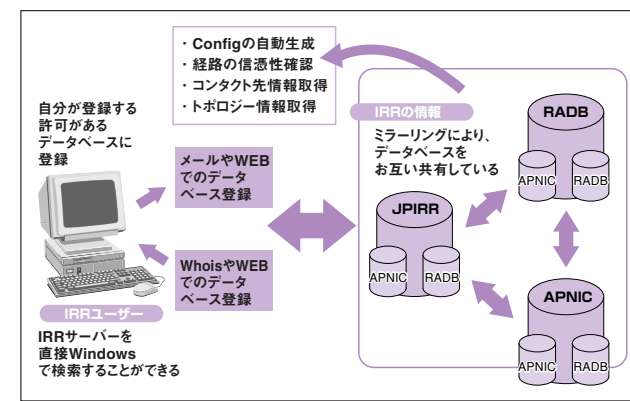 ・Configの自動生成
・経路の信憑性確認
・コンタクト先情報取得
・トポロジー情報取得
自分が登録する
許可がある
データベースに
登録
メールやWEB
でのデータ
ベース登録
WhoisやWEB
でのデータ
ベース登録
IRRユーザー
IRRサーバーを
直接Windows
で検索することができる
IRRの情報
ミラーリングにより、
データベースを
お互い共有している
RADB
APNIC
RADB
JPIRR
APNIC
RADB
APNIC
APNIC
RADB